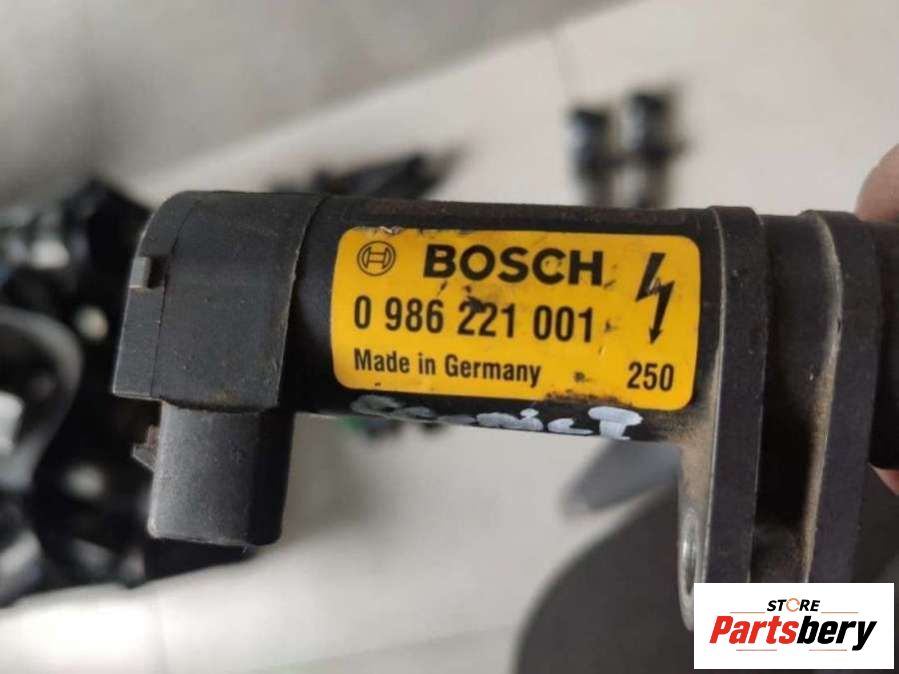 BOSCH
0 986 221 001
Made in Germany
250
STORE
Partsbery